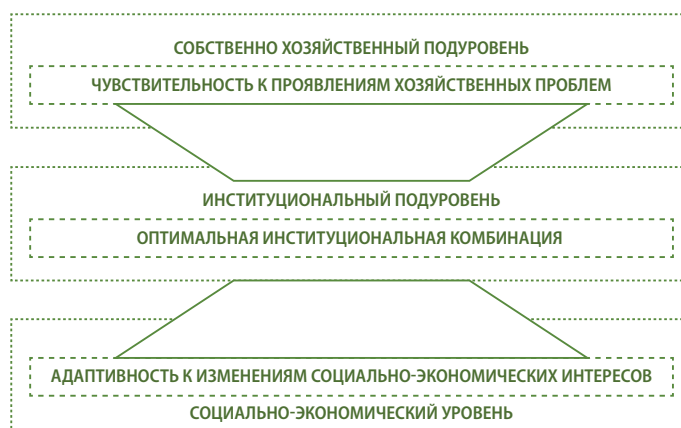 СОБСТВЕННО ХОЗЯЙСТВЕННЫЙ ПОДУРОВЕНЬ
ЧУВСТВИТЕЛЬНОСТЬ К ПРОЯВЛЕНИЯМ ХОЗЯЙСТВЕННЫХ ПРОБЛЕМ
ИНСТИТУЦИОНАЛЬНЫЙ ПОДУРОВЕНЬ
ОПТИМАЛЬНАЯ ИНСТИТУЦИОНАЛЬНАЯ КОМБИНАЦИЯ
АДАПТИВНОСТЬ К ИЗМЕНЕНИЯМ СОЦИАЛЬНО-ЭКОНОМИЧЕСКИХ ИНТЕРЕСОВ
СОЦИАЛЬНО-ЭКОНОМИЧЕСКИЙ УРОВЕНЬ